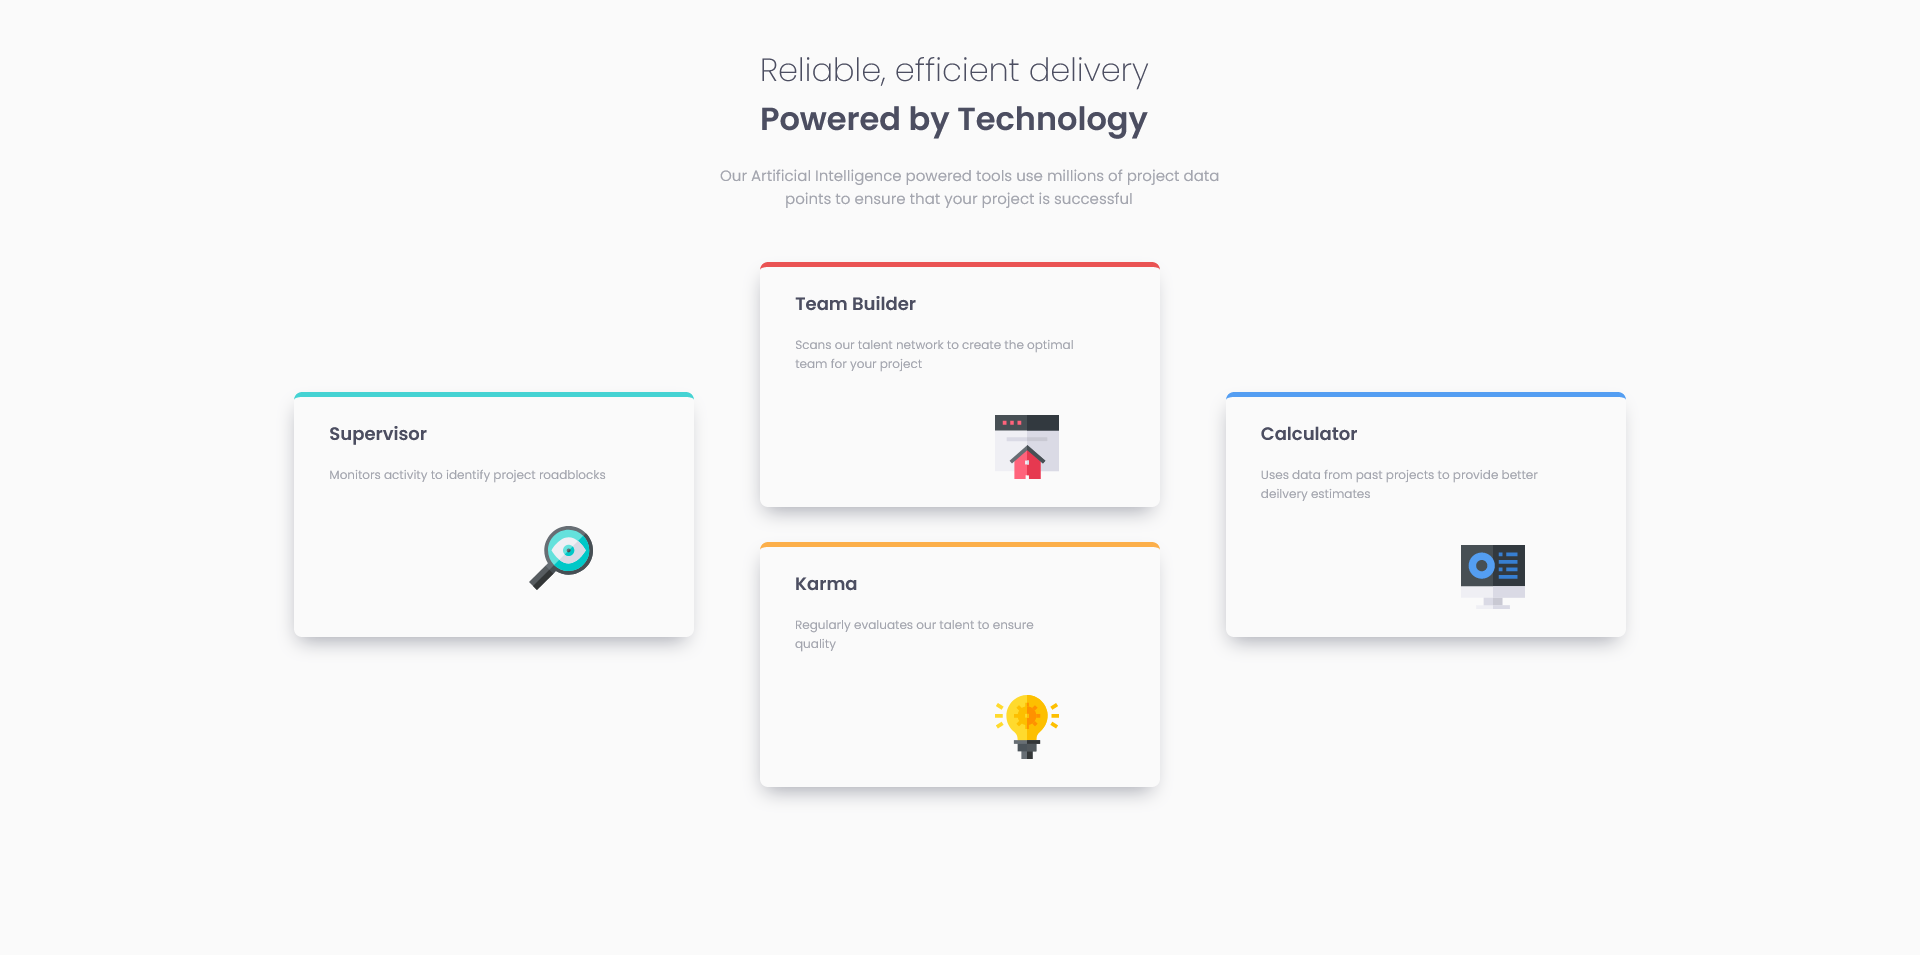 Reliable, efficient delivery
Powered by Technology
Our Artificial Intelligence powered tools use millions of project data
points to ensure that your project is successful
Team Builder
Scans our talent network to create the optimal
team for your project
Supervisor
Monitors activity to identify project roadblocks
Calculator
Uses data from past projects to provide better
deilvery estimates
Karma
Regularly evaluates our talent to ensure
quality